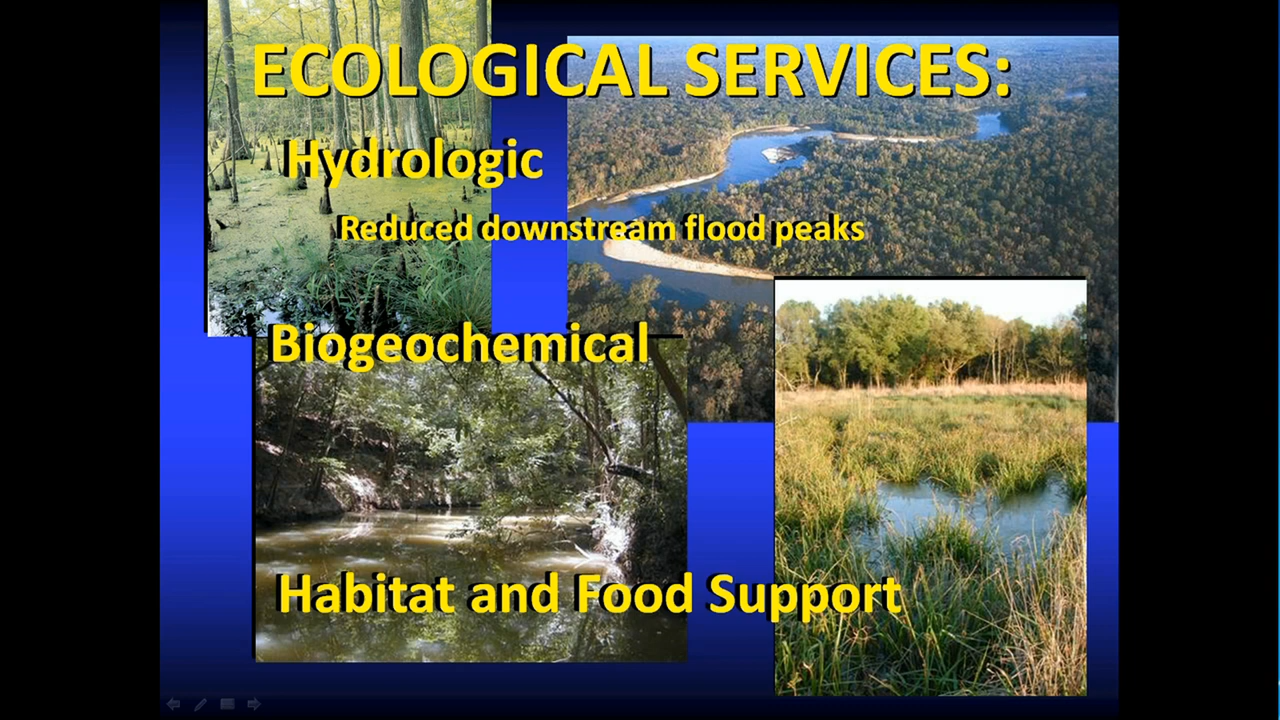 ECOLOGICAL SERVICES:
Hydrologic
Reduced downstream flood peaks
Biogeochemical
Habitat and Food Support